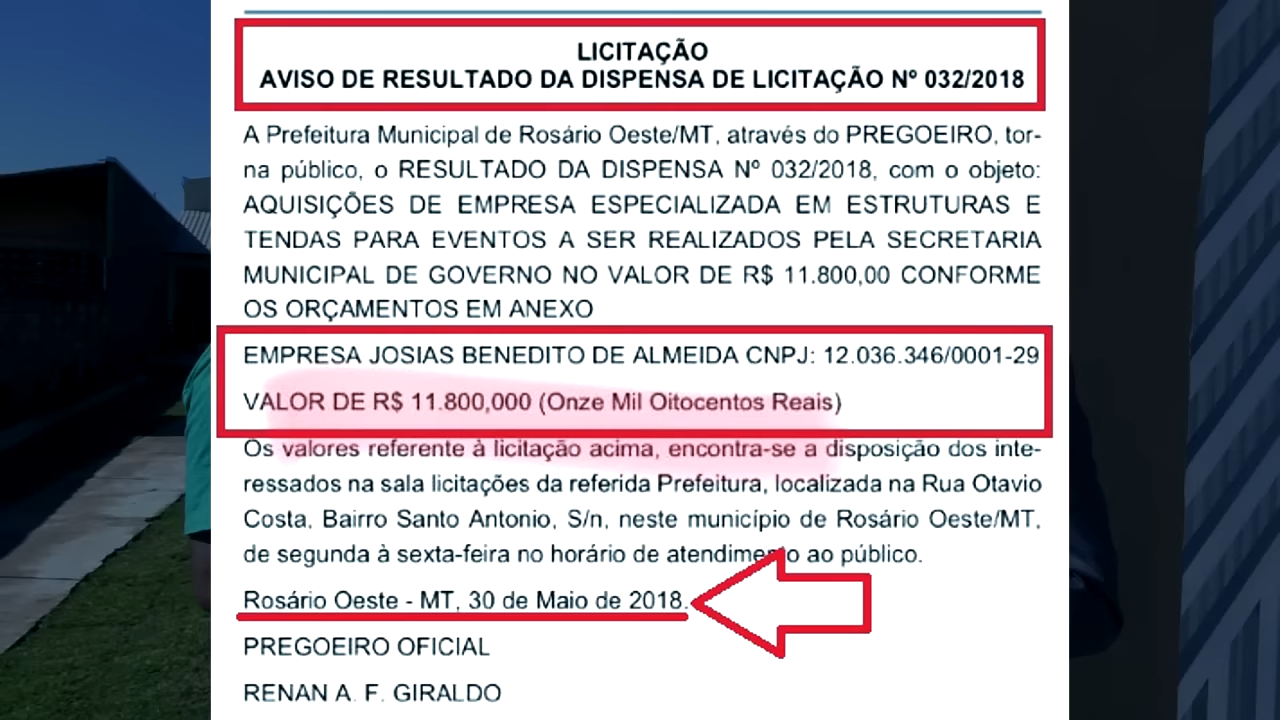 LICITAÇÃO
AVISO DE RESULTADO DA DISPENSA DE LICITAÇÃO Nº 032/2018
A Prefeitura Municipal de Rosário Oeste/MT, através do PREGOEIRO, tor-
na público, o RESULTADO DA DISPENSA Nº 032/2018, com o objeto:
AQUISIÇÕES DE EMPRESA ESPECIALIZADA EM ESTRUTURAS E
TENDAS PARA EVENTOS A SER REALIZADOS PELA SECRETARIA
MUNICIPAL DE GOVERNO NO VALOR DE R$ 11.800,00 CONFORME
OS ORÇAMENTOS EM ANEXO
EMPRESA JOSIAS BENEDITO DE ALMEIDA CNPJ: 12.036.346/0001-29
VALOR DE R$ 11.800,000 (Onze Mil Oitocentos Reais)
Os valores referente à licitação acima, encontra-se a disposição dos inte-
ressados na sala licitações da referida Prefeitura, localizada na Rua Otavio
Costa, Bairro Santo Antonio, S/n, neste município de Rosário Oeste/MT,
de segunda à sexta-feira no horário de atendimento ao público.
Rosário Oeste - MT, 30 de Maio de 2018.
PREGOEIRO OFICIAL
RENAN A. F. GIRALDO